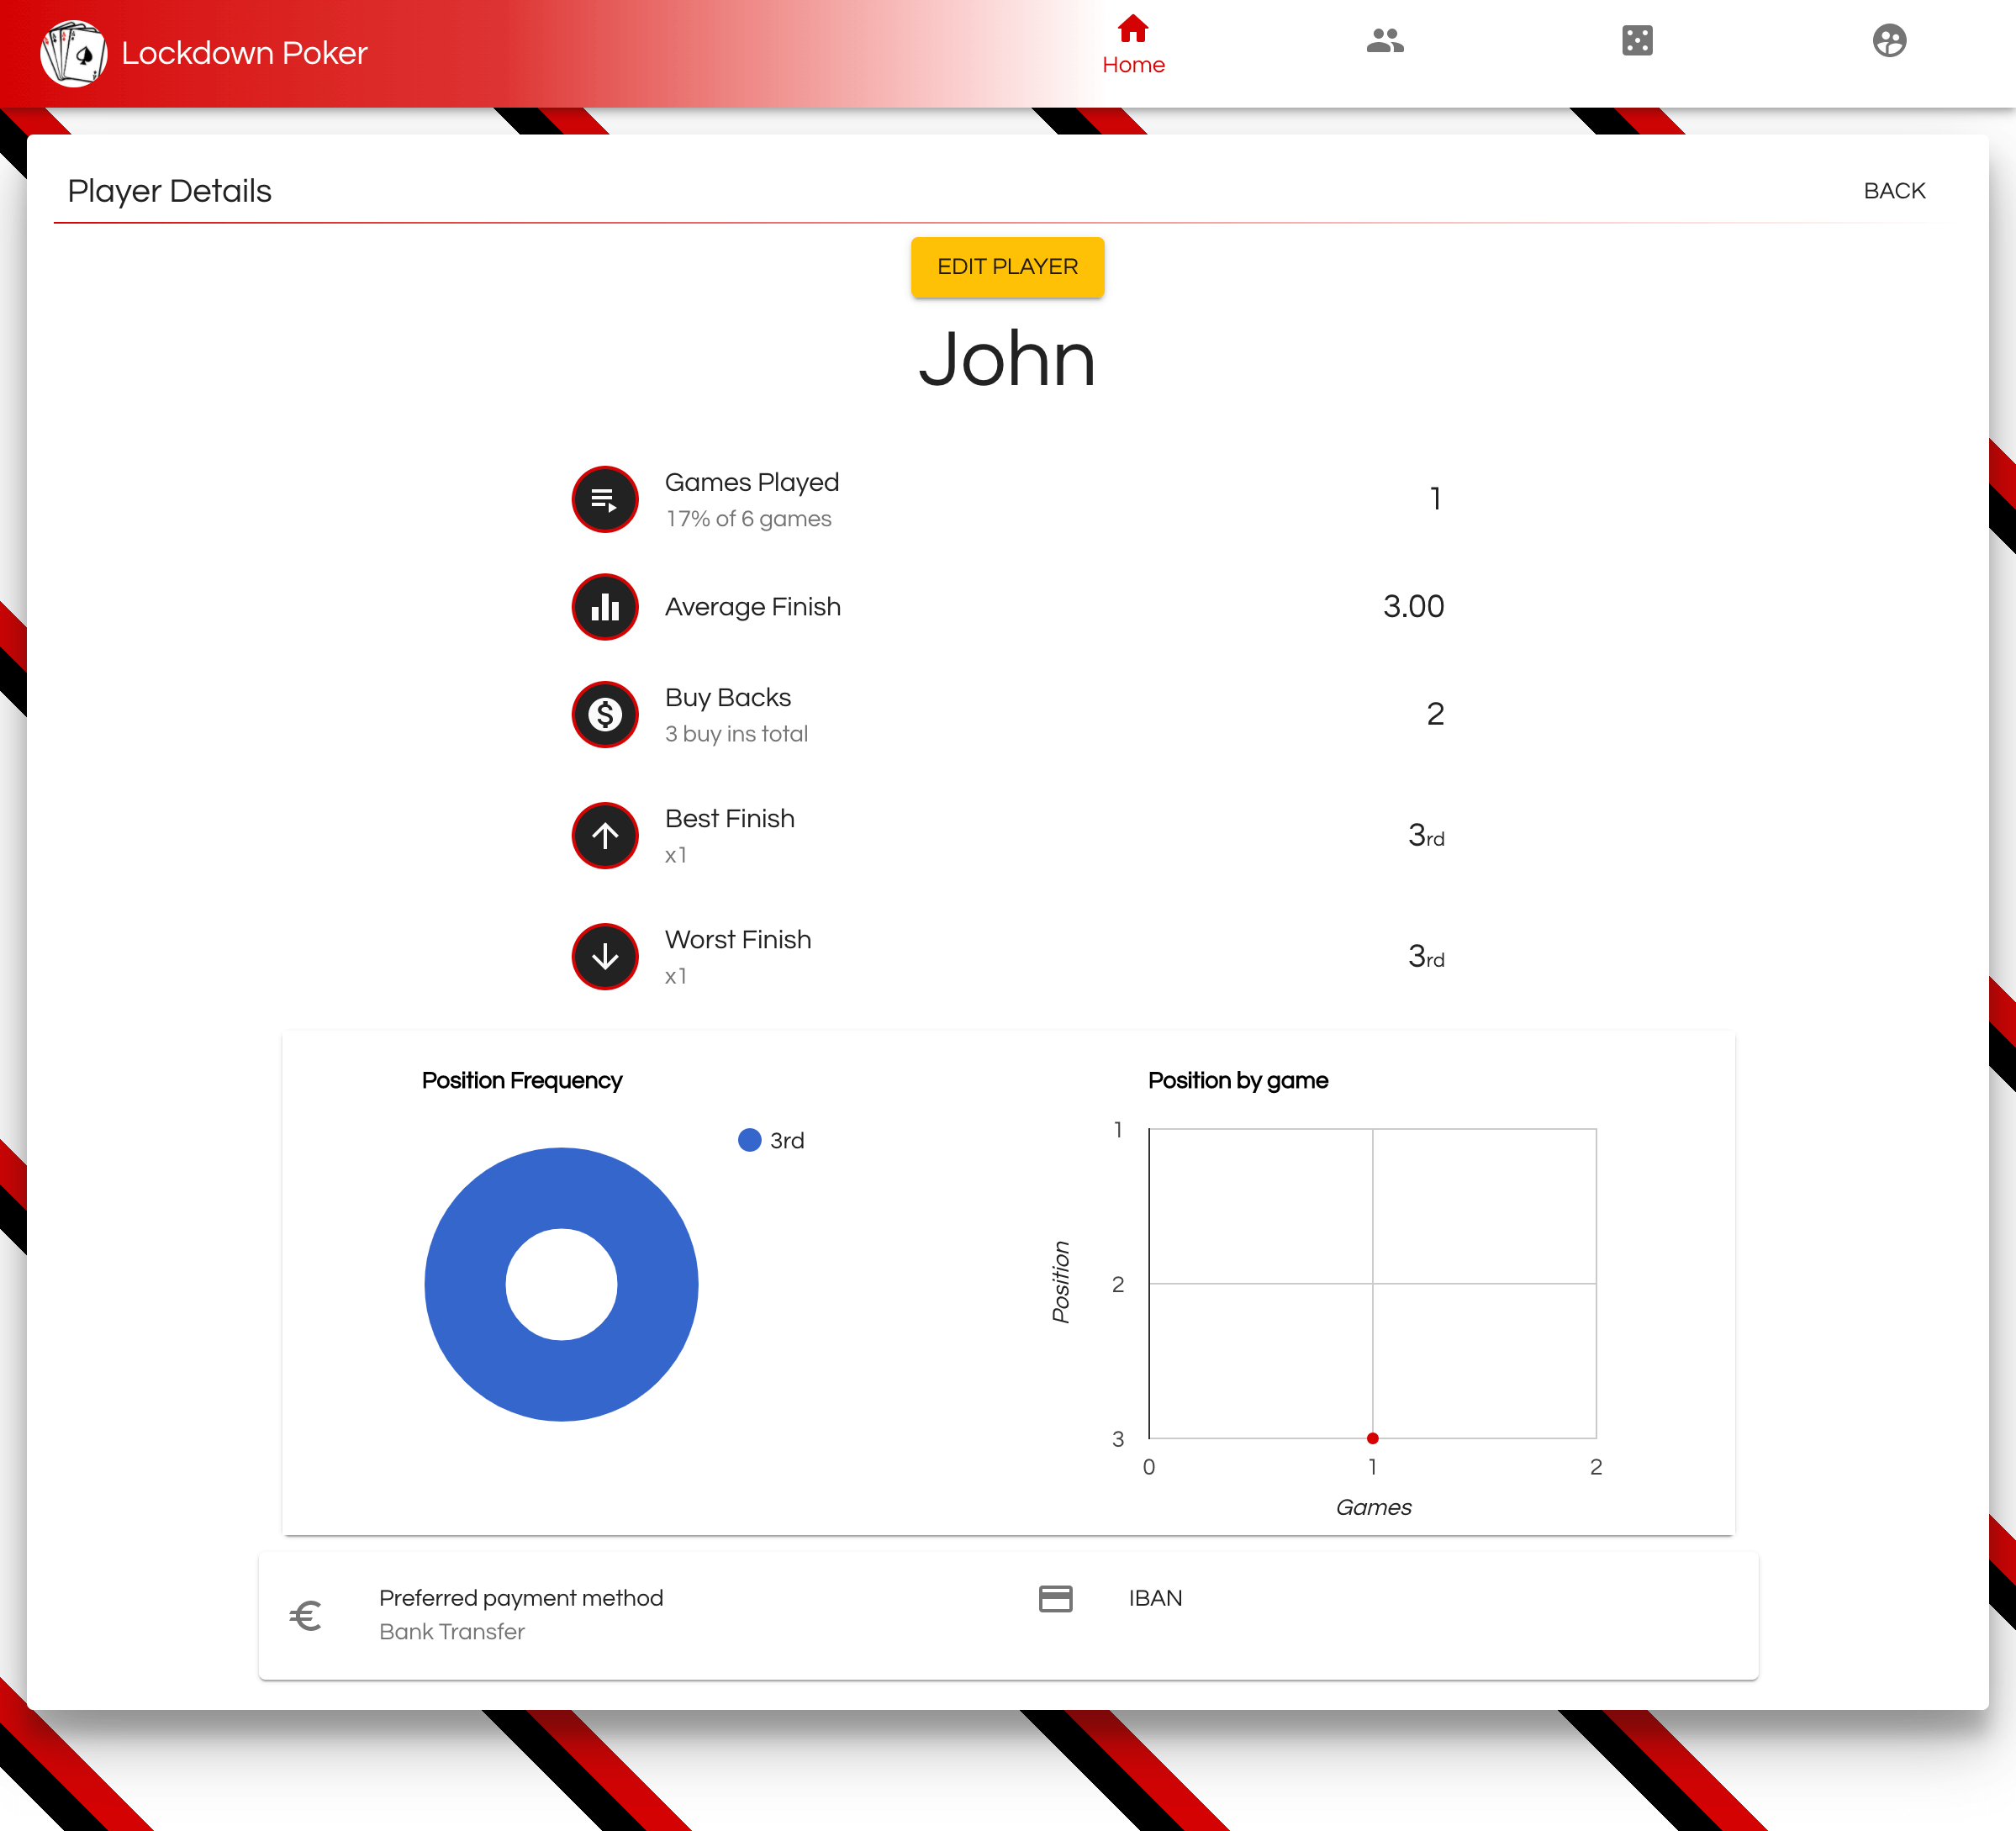 Lockdown Poker
Home
Player Details
BACK
EDIT PLAYER
John
Games Played
17% of 6 games
1
Average Finish
3.00
Buy Backs
3 buy ins total
2
Best Finish
x1
3rd
Worst Finish
x1
3rd
Position Frequency
3rd
Position by game
1
2
3
Position
0 1 2
Games
Preferred payment method
Bank Transfer
IBAN